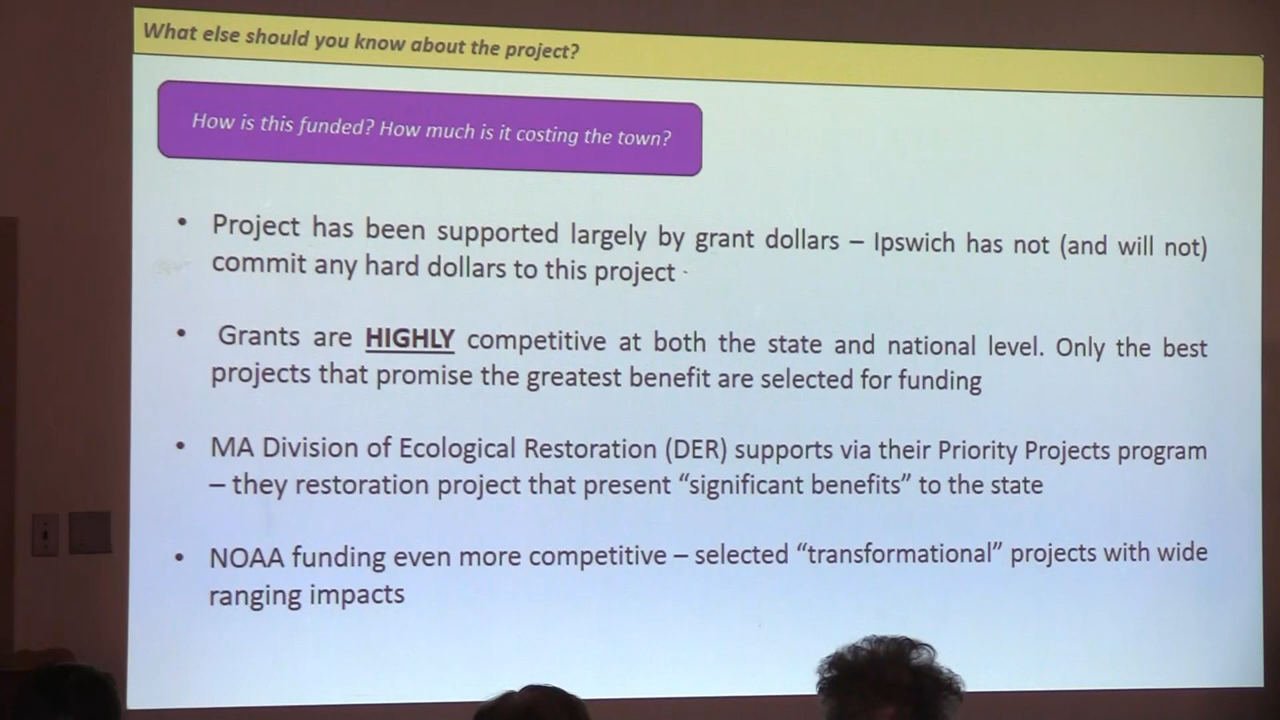 What else should you know about the project?
How is this funded? How much is it costing the town?
• Project has been supported largely by grant dollars – Ipswich has not (and will not)
commit any hard dollars to this project
• Grants are HIGHLY competitive at both the state and national level. Only the best
projects that promise the greatest benefit are selected for funding
• MA Division of Ecological Restoration (DER) supports via their Priority Projects program
– they restoration project that present “significant benefits” to the state
• NOAA funding even more competitive – selected “transformational” projects with wide
ranging impacts